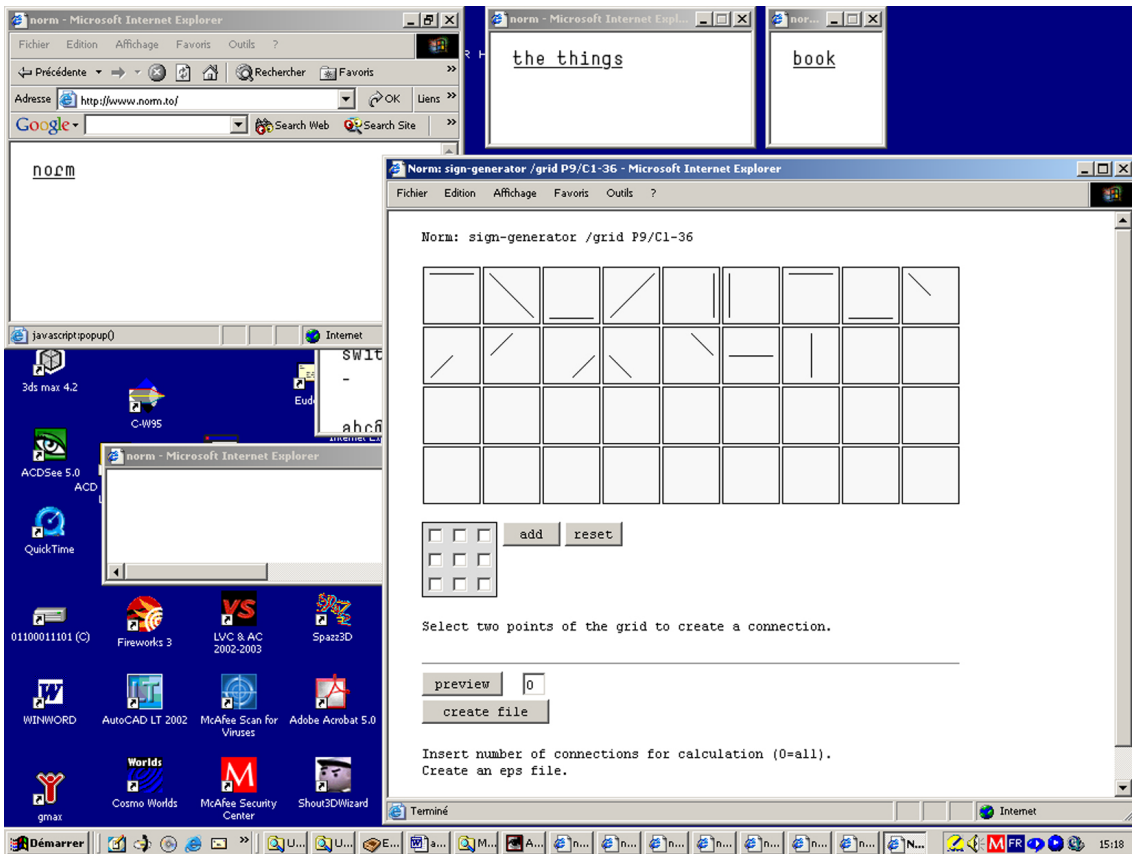 norm - Microsoft Internet Explorer
Fichier Edition Affichage Favoris Outils ?
Précédente Rechercher Favoris »
Adresse http://www.norm.to/ OK Liens »
Google Search Web Search Site »
norm
javascript:popup() Internet
norm - Microsoft Internet Expl...
the things
nor...
book
R H
Norm: sign-generator /grid P9/C1-36 - Microsoft Internet Explorer
Fichier Edition Affichage Favoris Outils ?
Norm: sign-generator /grid P9/C1-36
add reset
Select two points of the grid to create a connection.
preview 0
create file
Insert number of connections for calculation (0=all).
Create an eps file.
Terminé Internet
swit
-
3ds max 4.2
C-W95
Eud
norm - Microsoft Internet Explorer
ACDSee 5.0
ACD
QuickTime
01100011101 (C)
Fireworks 3
LVC & AC
2002-2003
Spazz3D
WINWORD
AutoCAD LT 2002
McAfee Scan for
Viruses
Adobe Acrobat 5.0
gmax
Worlds
Cosmo Worlds
McAfee Security
Center
Shout3DWizard
Démarrer » U... U... E... a... M... A... n... n... n... n... n... n... n... N... FR 15:18